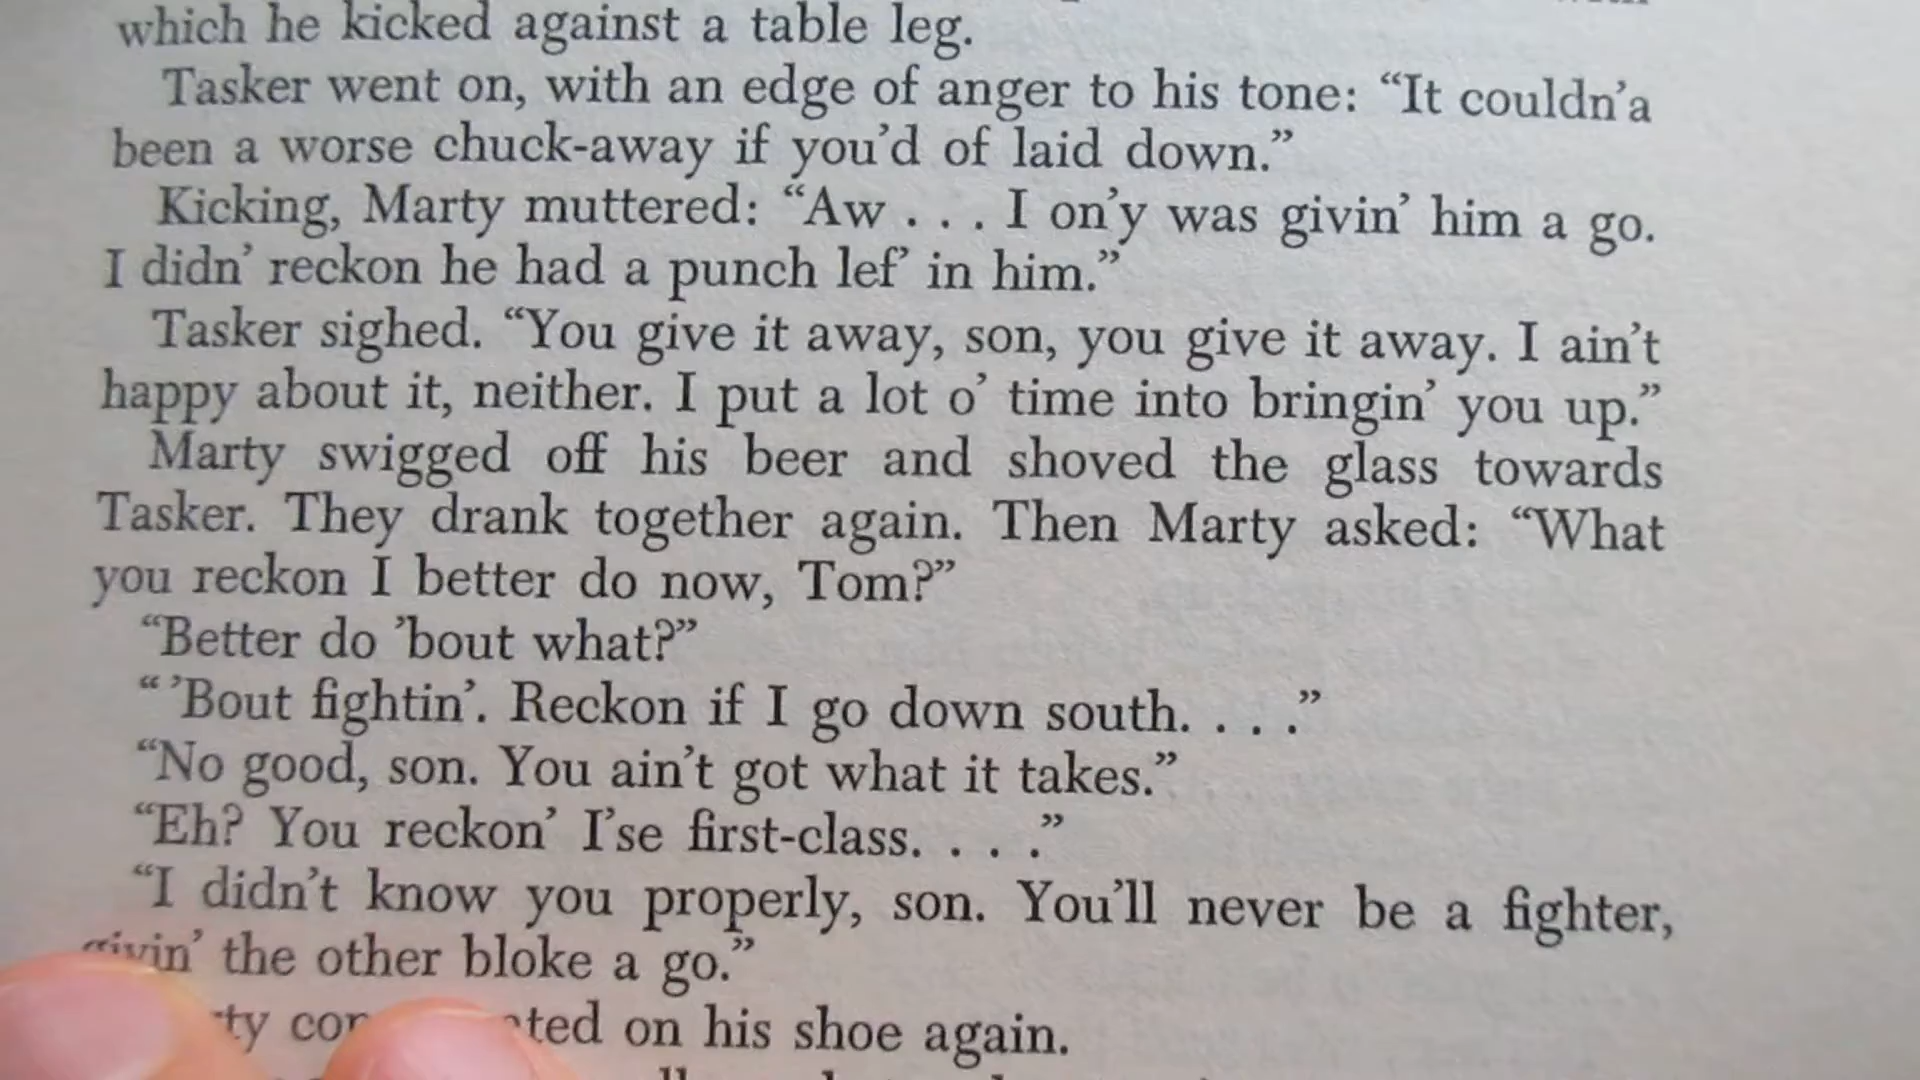 which he kicked against a table leg.
Tasker went on, with an edge of anger to his tone: “It couldn’a
been a worse chuck-away if you’d of laid down.”
Kicking, Marty muttered: “Aw . . . I on’y was givin’ him a go.
I didn’ reckon he had a punch lef’ in him.”
Tasker sighed. “You give it away, son, you give it away. I ain’t
happy about it, neither. I put a lot o’ time into bringin’ you up.”
Marty swigged off his beer and shoved the glass towards
Tasker. They drank together again. Then Marty asked: “What
you reckon I better do now, Tom?”
“Better do ’bout what?”
“ ’Bout fightin’. Reckon if I go down south. . . .”
“No good, son. You ain’t got what it takes.”
“Eh? You reckon’ I’se first-class. . . .”
“I didn’t know you properly, son. You’ll never be a fighter,
givin’ the other bloke a go.”
on his shoe again.